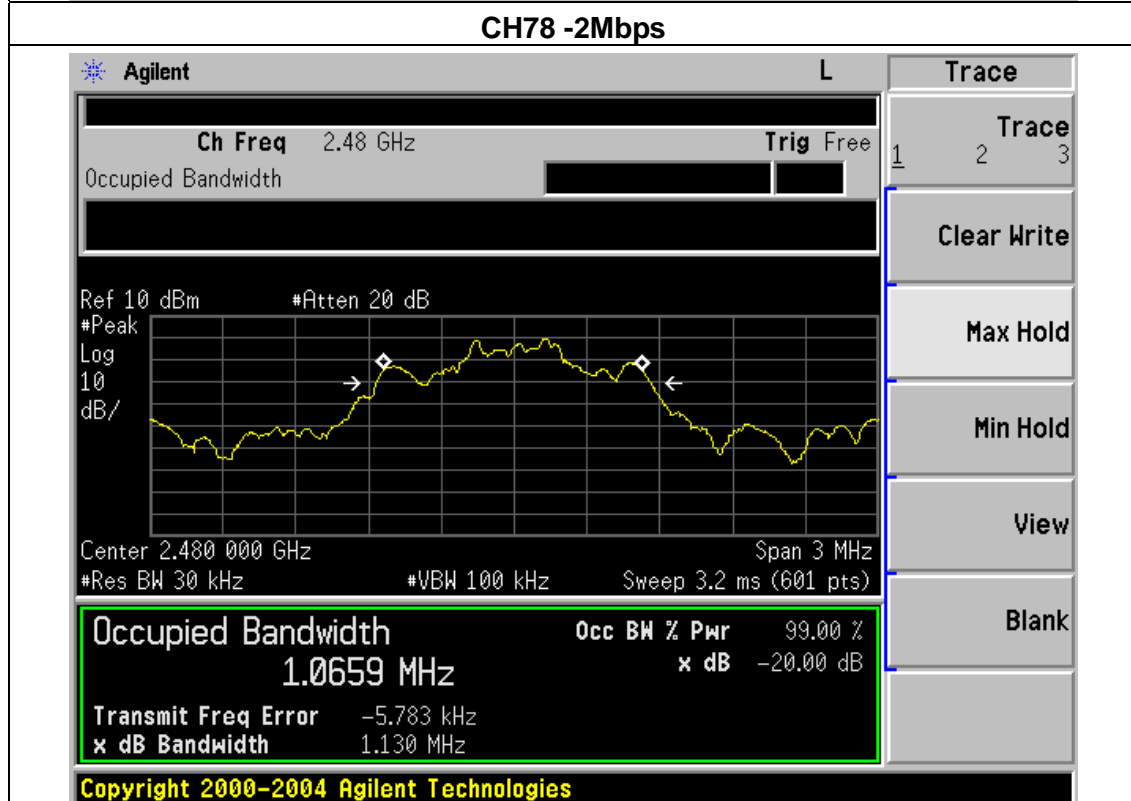 CH78 -2Mbps
Agilent L Trace
Ch Freq 2.48 GHz Trig Free
Occupied Bandwidth
Trace
1 2 3
Clear Write
Ref 10 dBm #Atten 20 dB
#Peak
Log
10
dB/
Max Hold
Min Hold
View
Center 2.480 000 GHz Span 3 MHz
#Res BW 30 kHz #VBW 100 kHz Sweep 3.2 ms (601 pts)
Blank
Occupied Bandwidth Occ BW % Pwr 99.00 %
1.0659 MHz x dB -20.00 dB
Transmit Freq Error -5.783 kHz
x dB Bandwidth 1.130 MHz
Copyright 2000-2004 Agilent Technologies